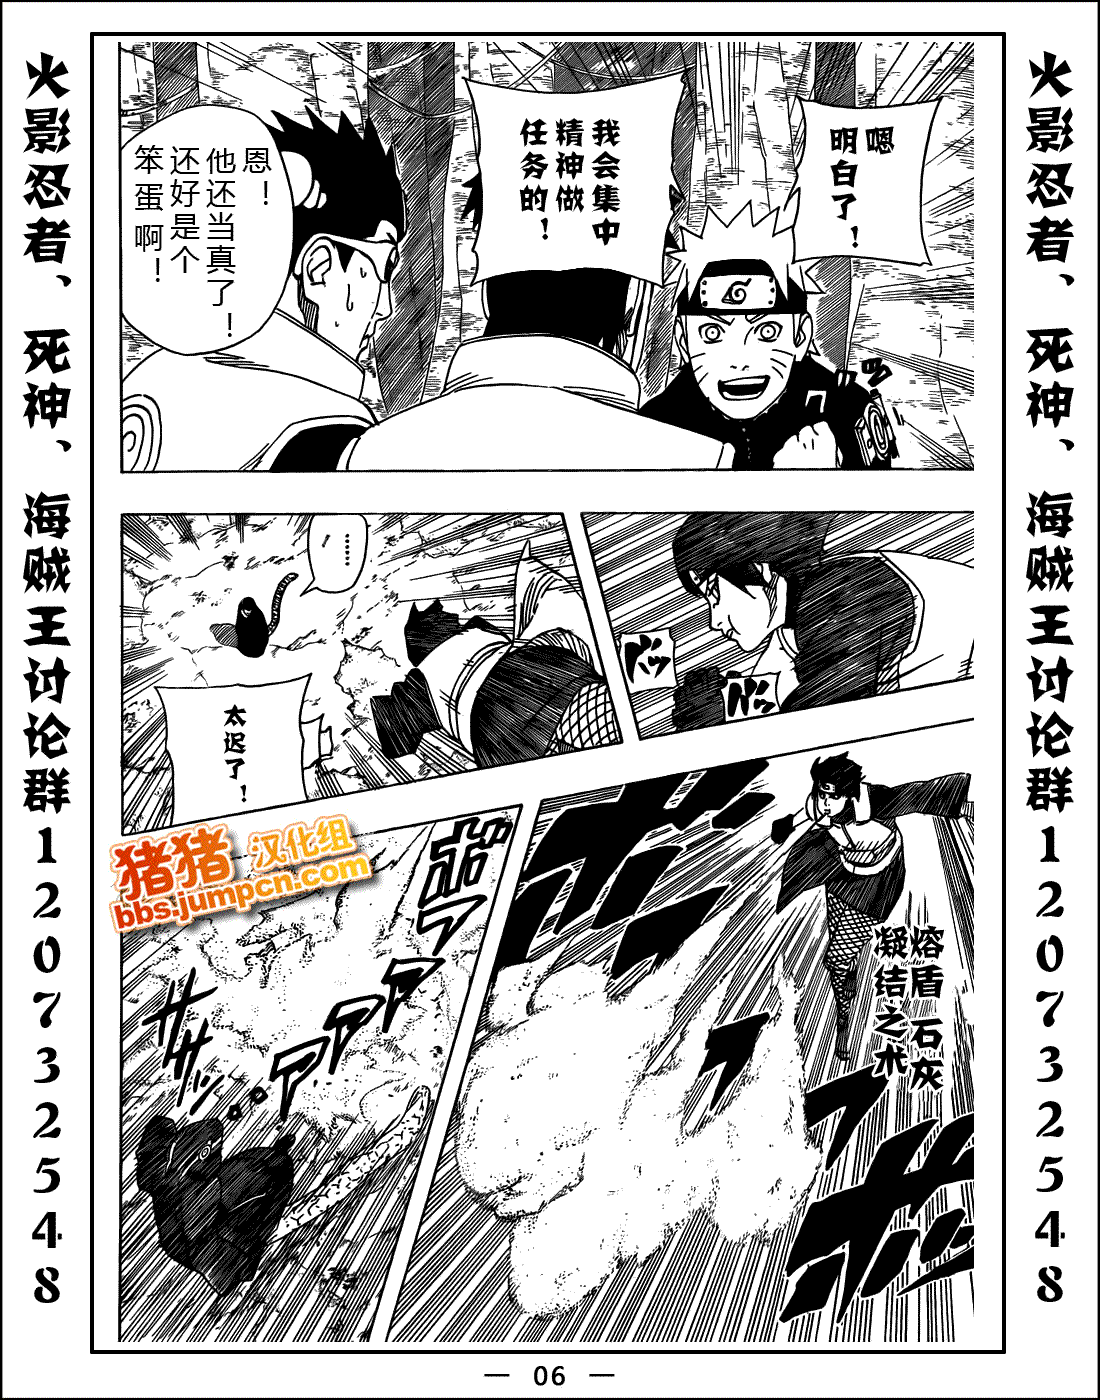 火影忍者、死神、海贼王讨论群120732548
嗯
明白了！
我会集中
精神做
任务的！
恩！
他还当真了！
还好是个
笨蛋啊！
ババッ
……
太
迟
了！
熔盾 石灰
凝结之术
猪猪汉化组
bbs.jumpcn.com
火影忍者、死神、海贼王讨论群120732548
— 06 —